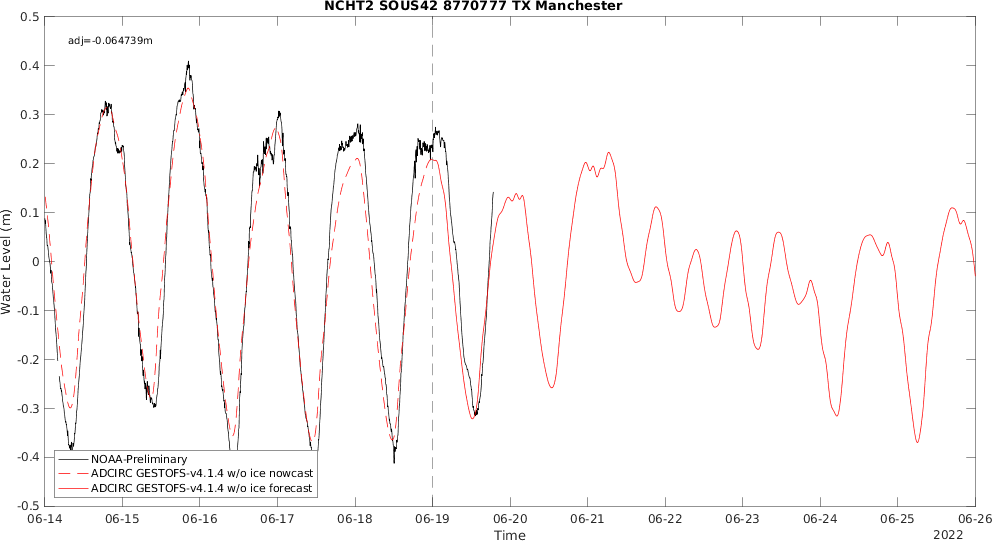 NCHT2 SOUS42 8770777 TX Manchester
adj=-0.064739m
0.5
0.4
0.3
0.2
0.1
0
-0.1
-0.2
-0.3
-0.4
-0.5
Water Level (m)
NOAA-Preliminary
ADCIRC GESTOFS-v4.1.4 w/o ice nowcast
ADCIRC GESTOFS-v4.1.4 w/o ice forecast
06-14 06-15 06-16 06-17 06-18 06-19 06-20 06-21 06-22 06-23 06-24 06-25 06-26
Time
2022